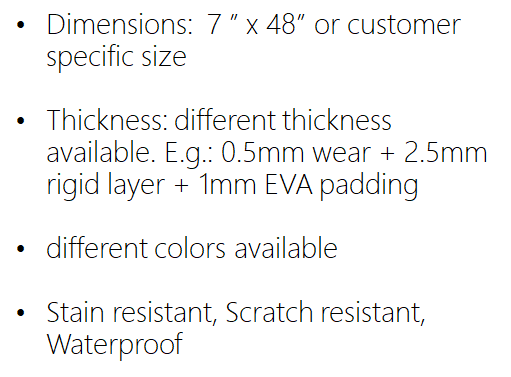 • Dimensions:  7 ” x 48” or customer
specific size
• Thickness: different thickness
available. E.g.: 0.5mm wear + 2.5mm
rigid layer + 1mm EVA padding
• different colors available
• Stain resistant, Scratch resistant,
Waterproof